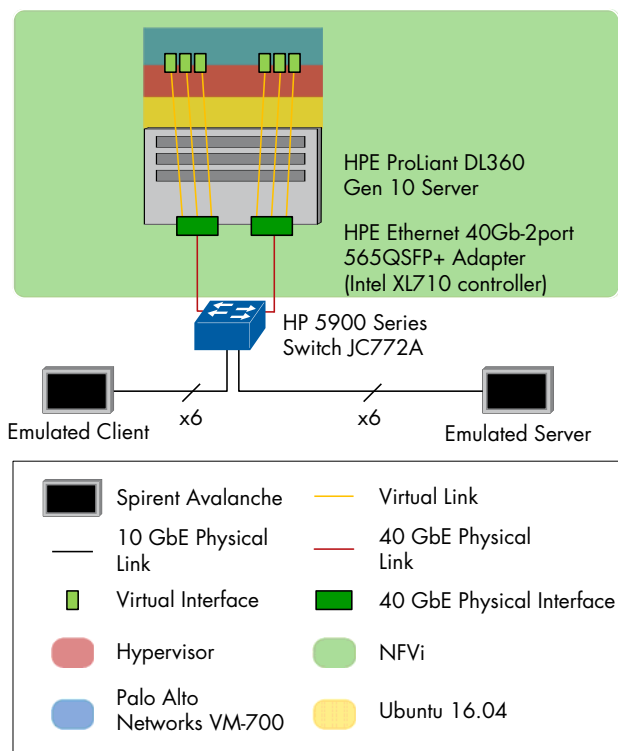 HPE ProLiant DL360
Gen 10 Server
HPE Ethernet 40Gb-2port
565QSFP+ Adapter
(Intel XL710 controller)
HP 5900 Series
Switch JC772A
x6
x6
Emulated Client
Emulated Server
Spirent Avalanche
Virtual Link
10 GbE Physical
Link
40 GbE Physical
Link
Virtual Interface
40 GbE Physical Interface
Hypervisor
NFVi
Palo Alto
Networks VM-700
Ubuntu 16.04